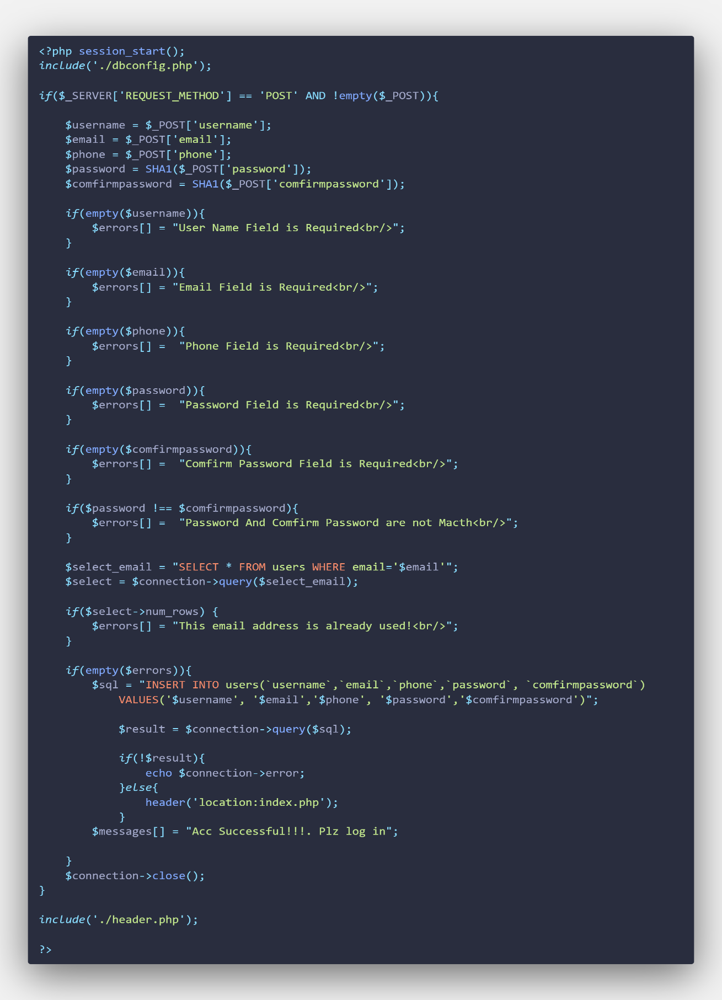 <?php session_start();
include('./dbconfig.php');
if($_SERVER['REQUEST_METHOD'] == 'POST' AND !empty($_POST)){
    $username = $_POST['username'];
    $email = $_POST['email'];
    $phone = $_POST['phone'];
    $password = SHA1($_POST['password']);
    $comfirmpassword = SHA1($_POST['comfirmpassword']);
    if(empty($username)){
        $errors[] = "User Name Field is Required<br/>";
    }
    if(empty($email)){
        $errors[] = "Email Field is Required<br/>";
    }
    if(empty($phone)){
        $errors[] =  "Phone Field is Required<br/>";
    }
    if(empty($password)){
        $errors[] =  "Password Field is Required<br/>";
    }
    if(empty($comfirmpassword)){
        $errors[] =  "Comfirm Password Field is Required<br/>";
    }
    if($password !== $comfirmpassword){
        $errors[] =  "Password And Comfirm Password are not Macth<br/>";
    }
    $select_email = "SELECT * FROM users WHERE email='$email'";
    $select = $connection->query($select_email);
    if($select->num_rows) {
        $errors[] = "This email address is already used!<br/>";
    }
    if(empty($errors)){
        $sql = "INSERT INTO users(`username`,`email`,`phone`,`password`, `comfirmpassword`)
            VALUES('$username', '$email','$phone', '$password','$comfirmpassword')";
            $result = $connection->query($sql);
            if(!$result){
                echo $connection->error;
            }else{
                header('location:index.php');
            }
        $messages[] = "Acc Successful!!!. Plz log in";
    }
    $connection->close();
}
include('./header.php');
?>